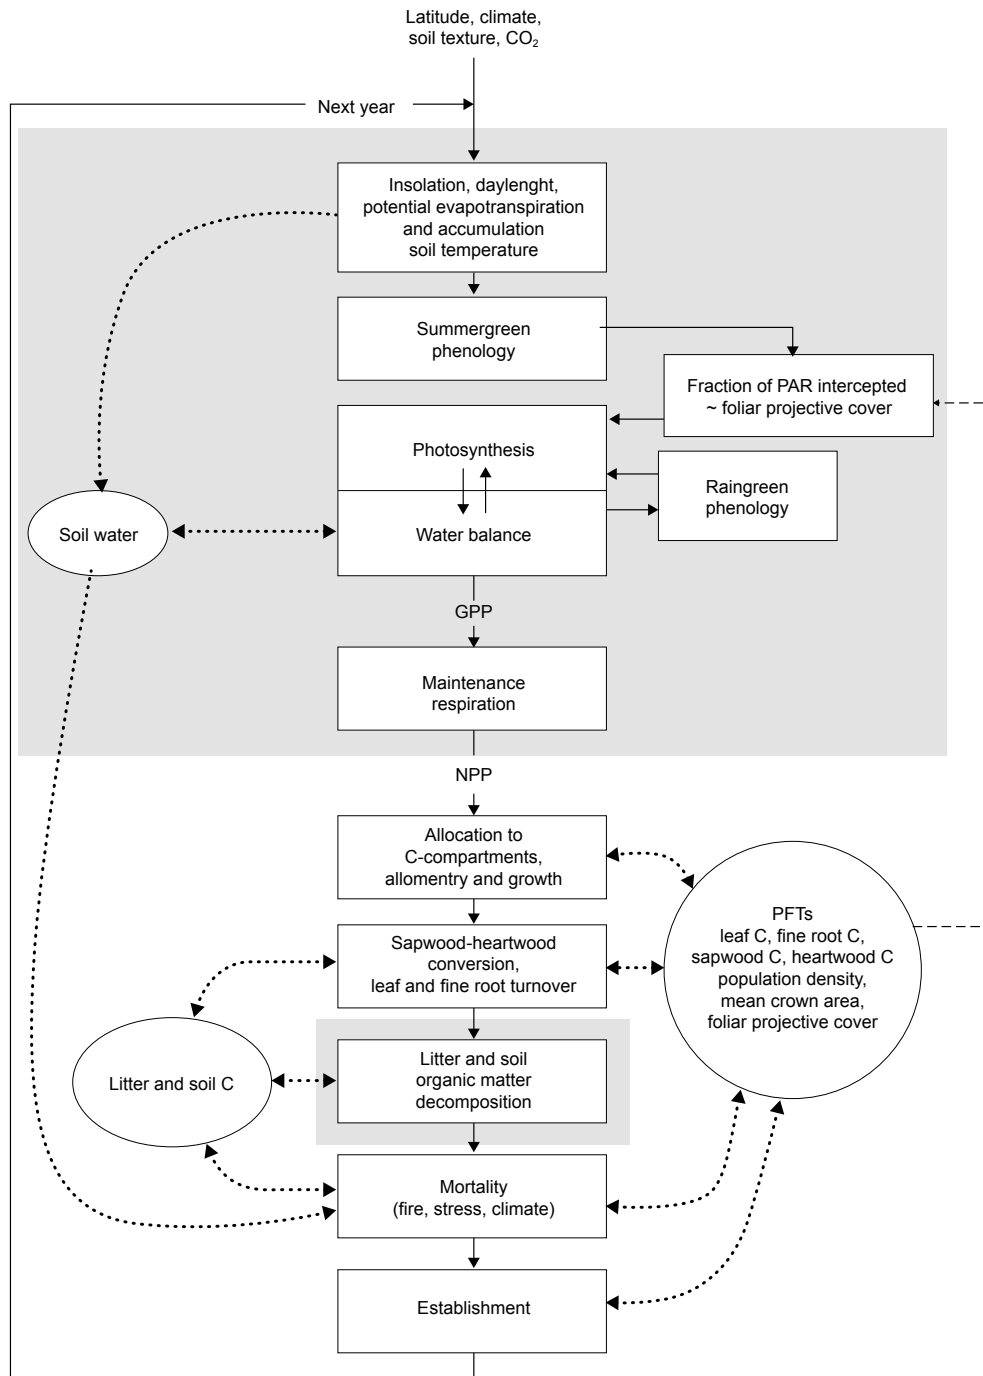 Latitude, climate,
soil texture, CO₂
Next year
Insolation, daylenght,
potential evapotranspiration
and accumulation
soil temperature
Summergreen
phenology
Fraction of PAR intercepted
~ foliar projective cover
Photosynthesis
Raingreen
phenology
Soil water
Water balance
GPP
Maintenance
respiration
NPP
Allocation to
C-compartments,
allomentry and growth
PFTs
leaf C, fine root C,
sapwood C, heartwood C
population density,
mean crown area,
foliar projective cover
Sapwood-heartwood
conversion,
leaf and fine root turnover
Litter and soil C
Litter and soil
organic matter
decomposition
Mortality
(fire, stress, climate)
Establishment